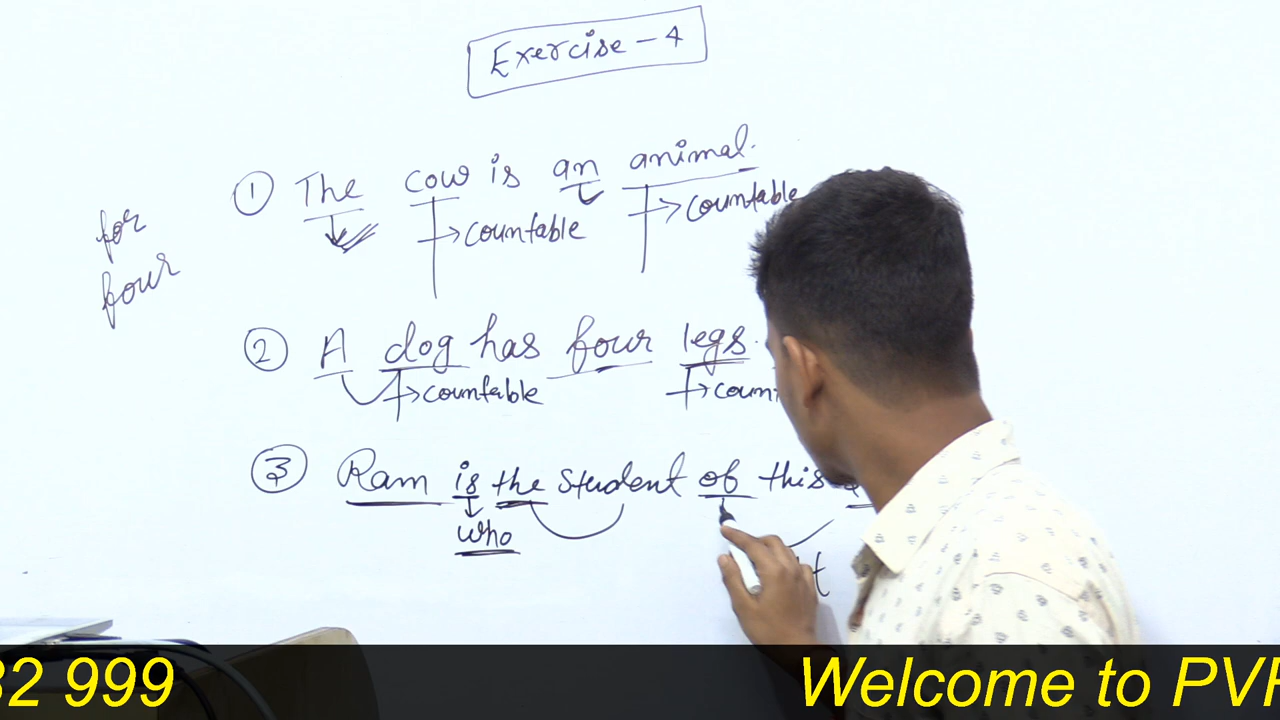 Exercise - 4
① The cow is an animal.
countable
countable
for
four
② A dog has four legs.
countable
③ Ram is the student of this
who
32 999
Welcome to